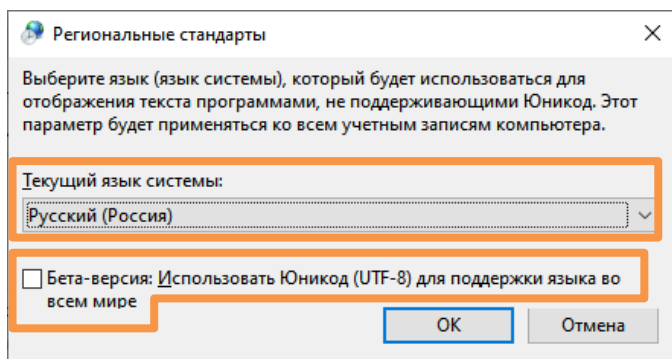 Региональные стандарты
Выберите язык (язык системы), который будет использоваться для
отображения текста программами, не поддерживающими Юникод. Этот
параметр будет применяться ко всем учетным записям компьютера.
Текущий язык системы:
Русский (Россия)
Бета-версия: Использовать Юникод (UTF-8) для поддержки языка во
всем мире
ОК Отмена